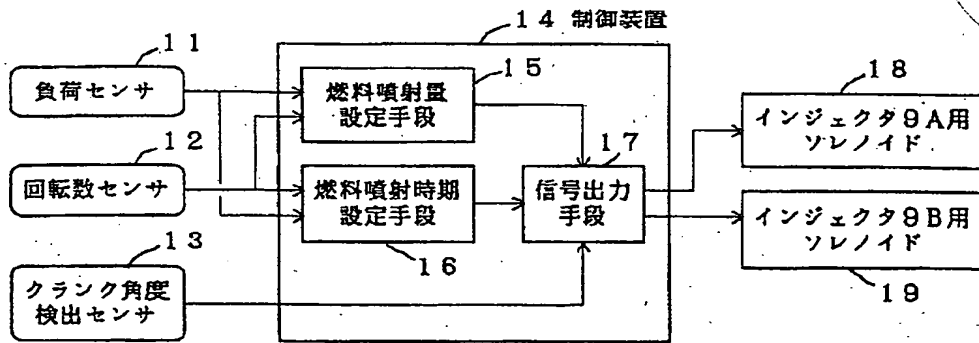 14 制御装置
11
負荷センサ
12
回転数センサ
13
クランク角度
検出センサ
15
燃料噴射量
設定手段
燃料噴射時期
設定手段
16
17
信号出力
手段
18
インジェクタ9A用
ソレノイド
インジェクタ9B用
ソレノイド
19